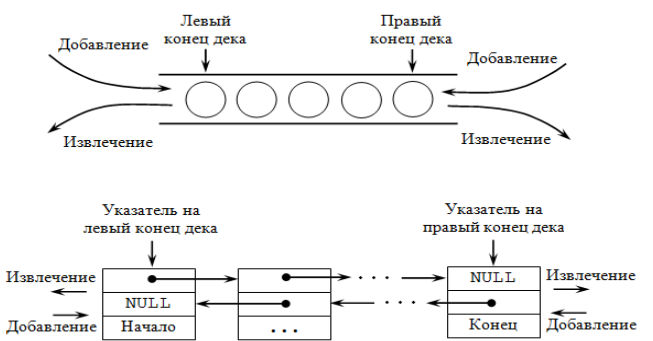 Левый
конец дека
Правый
конец дека
Добавление
Добавление
Извлечение
Извлечение
Указатель на
левый конец дека
Указатель на
правый конец дека
Извлечение
NULL
Извлечение
NULL
Добавление
Начало
...
Конец
Добавление